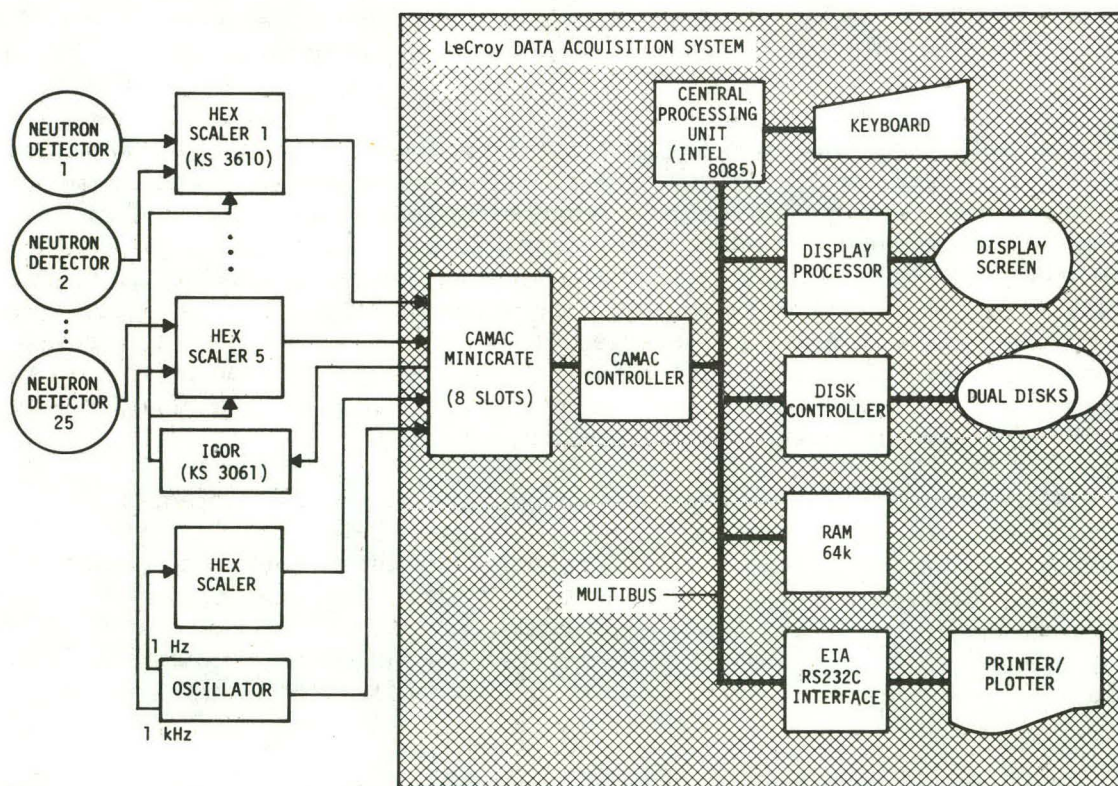 LeCroy DATA ACQUISITION SYSTEM
NEUTRON
DETECTOR
1
HEX
SCALER 1
(KS 3610)
CENTRAL
PROCESSING
UNIT
(INTEL
8085)
KEYBOARD
NEUTRON
DETECTOR
2
DISPLAY
PROCESSOR
DISPLAY
SCREEN
HEX
SCALER 5
CAMAC
MINICRATE
(8 SLOTS)
CAMAC
CONTROLLER
NEUTRON
DETECTOR
25
DISK
CONTROLLER
DUAL DISKS
IGOR
(KS 3061)
RAM
64k
HEX
SCALER
MULTIBUS
1 Hz
OSCILLATOR
1 kHz
EIA
RS232C
INTERFACE
PRINTER/
PLOTTER